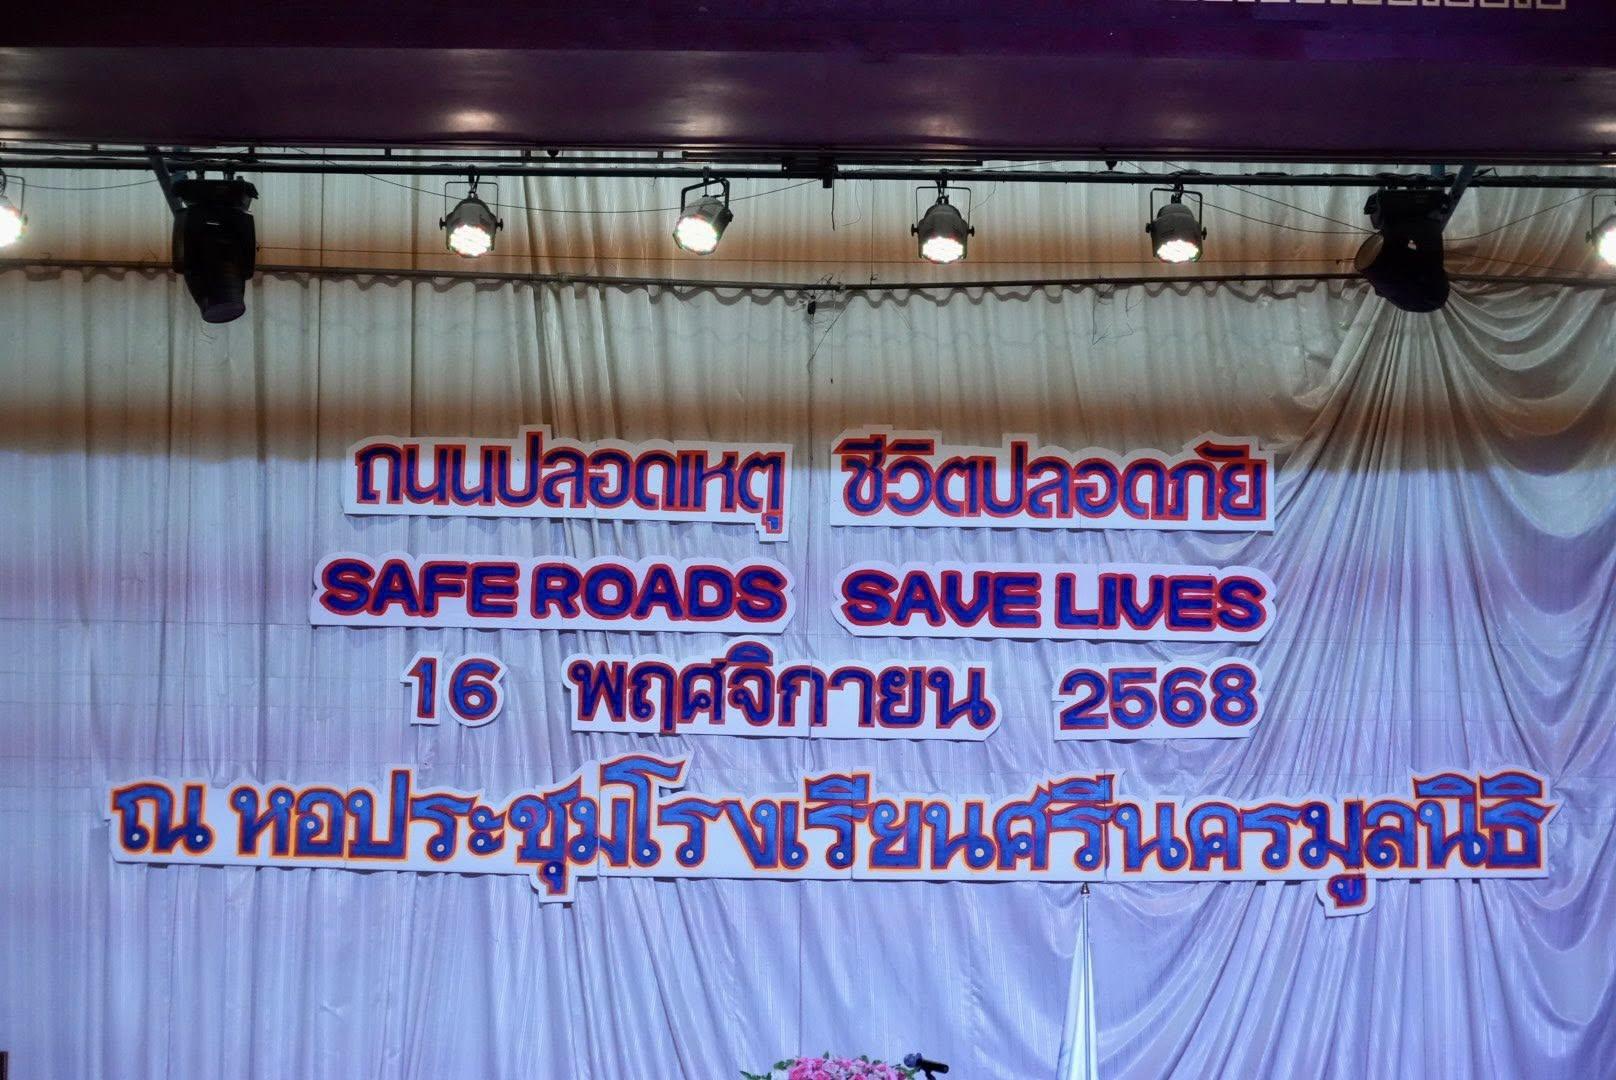 ถนนปลอดเหตุ ชีวิตปลอดภัย
SAFE ROADS SAVE LIVES
16 พฤศจิกายน 2568
ณ หอประชุมโรงเรียนศรีนครมูลนิธิ